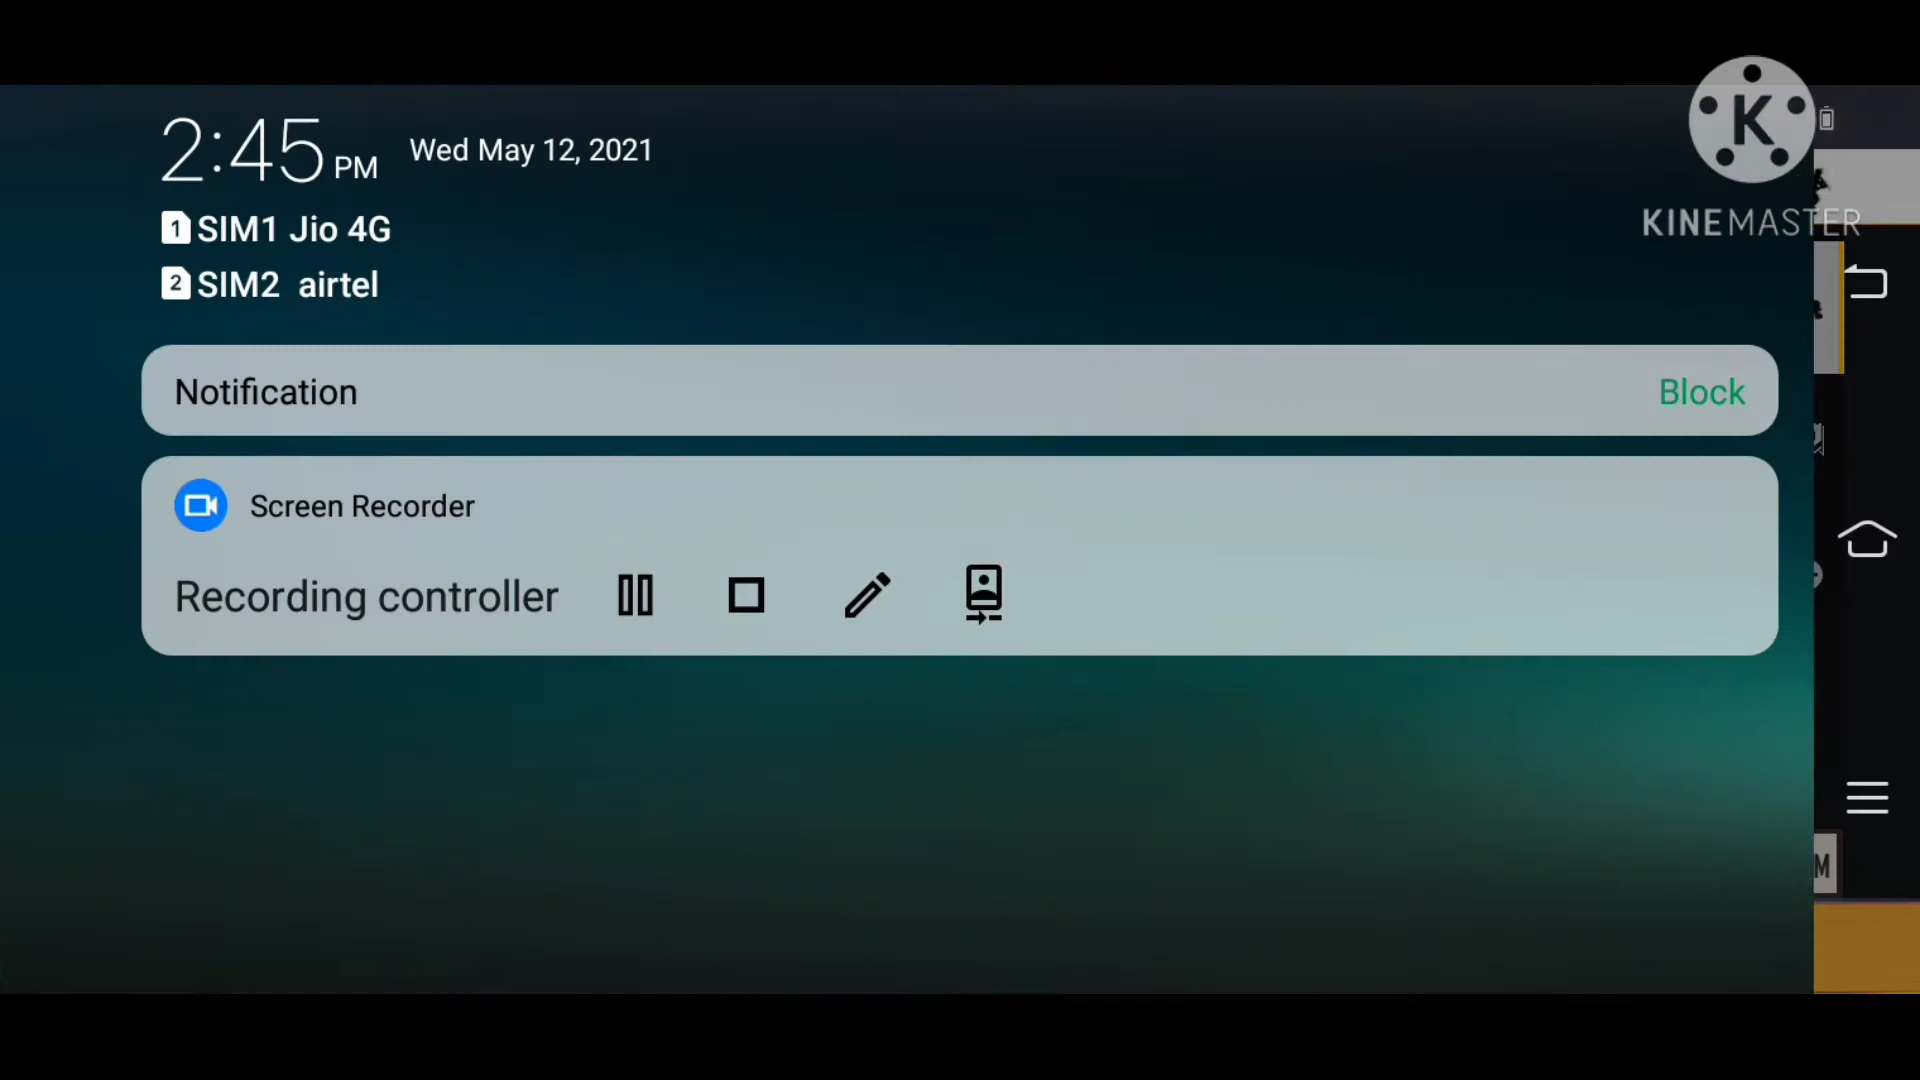 2:45 PM Wed May 12, 2021
1 SIM1 Jio 4G
2 SIM2 airtel
K
KINEMASTER
Notification Block
Screen Recorder
Recording controller
M